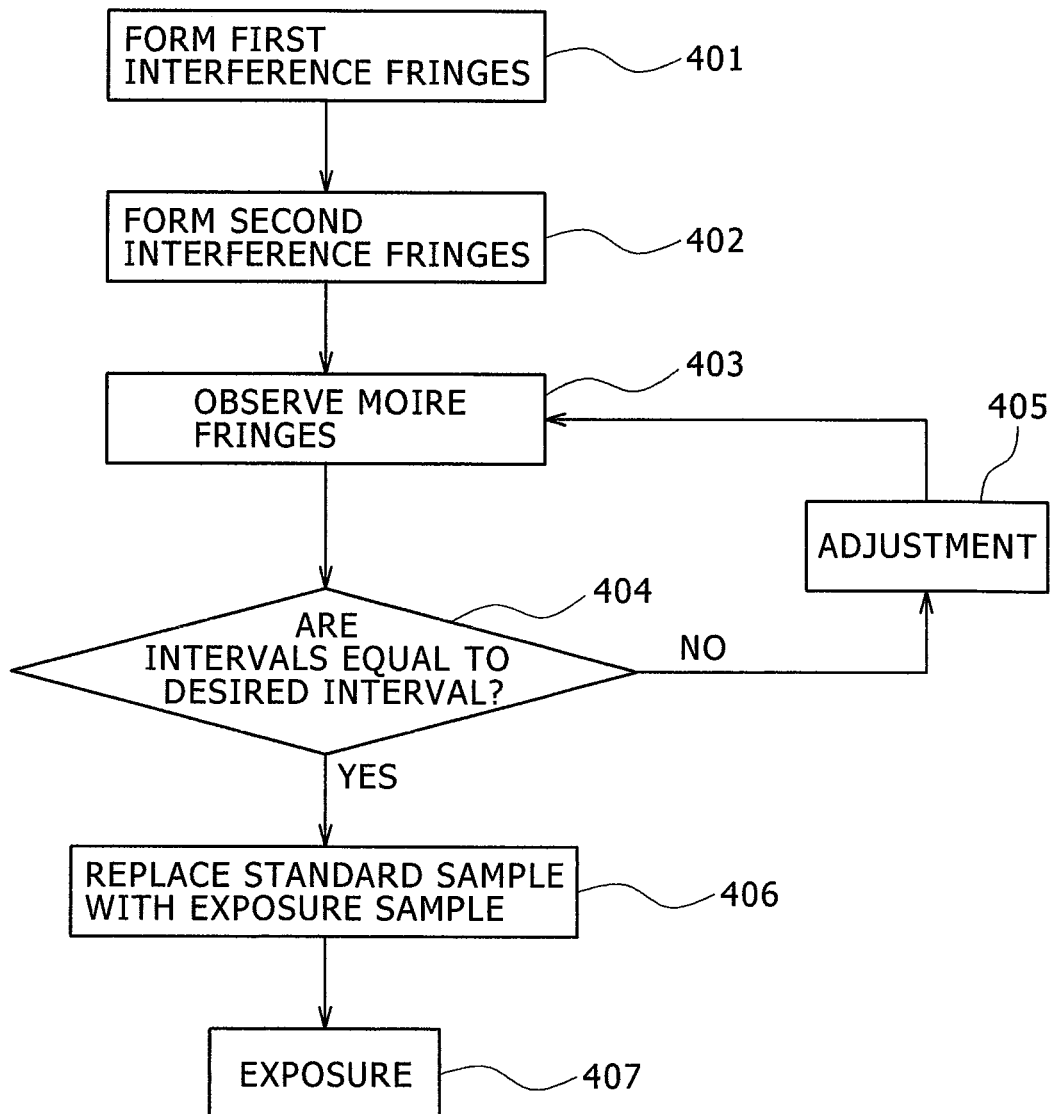 FORM FIRST
INTERFERENCE FRINGES
401
FORM SECOND
INTERFERENCE FRINGES
402
403
OBSERVE MOIRE
FRINGES
405
ADJUSTMENT
404
ARE
INTERVALS EQUAL TO
DESIRED INTERVAL?
NO
YES
REPLACE STANDARD SAMPLE
WITH EXPOSURE SAMPLE
406
EXPOSURE
407